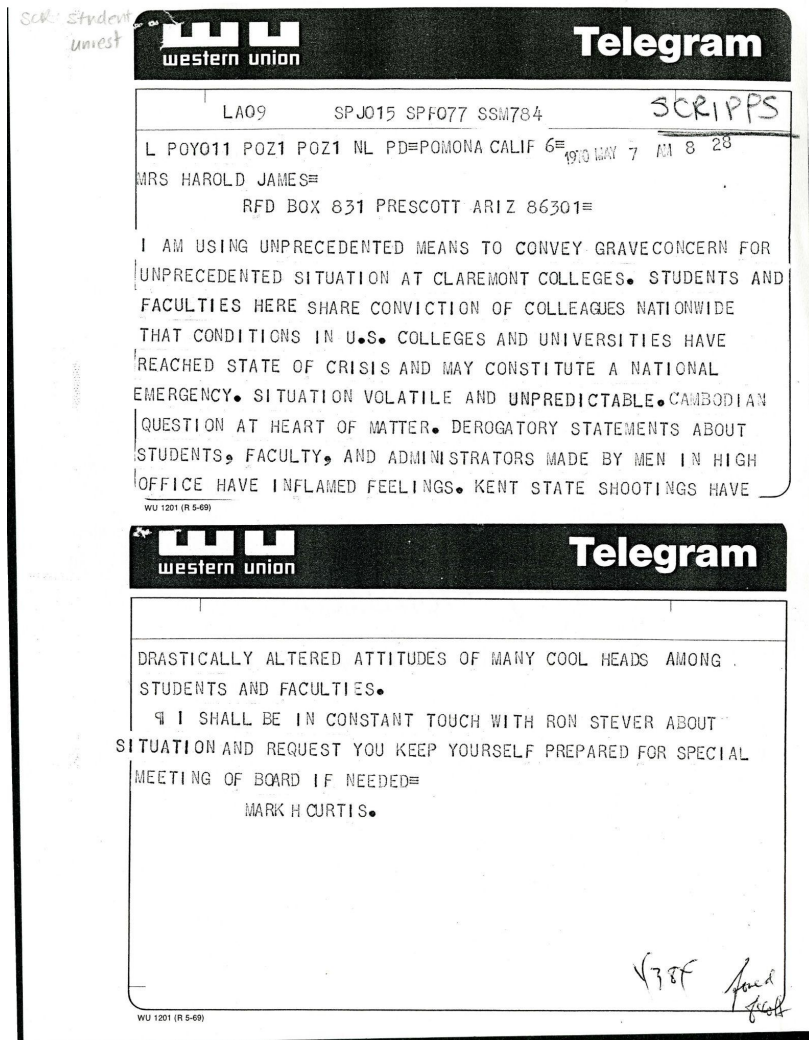 SCR: Student
unrest
western union
Telegram
LA09 SPJ015 SPF077 SSM784
SCRIPPS
L POY011 POZ1 POZ1 NL PD=POMONA CALIF 6= 1970 MAY 7 AM 8 28
MRS HAROLD JAMES=
RFD BOX 831 PRESCOTT ARIZ 86301=
I AM USING UNPRECEDENTED MEANS TO CONVEY GRAVECONCERN FOR
UNPRECEDENTED SITUATION AT CLAREMONT COLLEGES. STUDENTS AND
FACULTIES HERE SHARE CONVICTION OF COLLEAGUES NATIONWIDE
THAT CONDITIONS IN U.S. COLLEGES AND UNIVERSITIES HAVE
REACHED STATE OF CRISIS AND MAY CONSTITUTE A NATIONAL
EMERGENCY. SITUATION VOLATILE AND UNPREDICTABLE.CAMBODIAN
QUESTION AT HEART OF MATTER. DEROGATORY STATEMENTS ABOUT
STUDENTS, FACULTY, AND ADMINISTRATORS MADE BY MEN IN HIGH
OFFICE HAVE INFLAMED FEELINGS. KENT STATE SHOOTINGS HAVE
WU 1201 (R 5-69)
western union
Telegram
DRASTICALLY ALTERED ATTITUDES OF MANY COOL HEADS AMONG
STUDENTS AND FACULTIES.
¶ I SHALL BE IN CONSTANT TOUCH WITH RON STEVER ABOUT
SITUATION AND REQUEST YOU KEEP YOURSELF PREPARED FOR SPECIAL
MEETING OF BOARD IF NEEDED=
MARK H CURTIS.
WU 1201 (R 5-69)